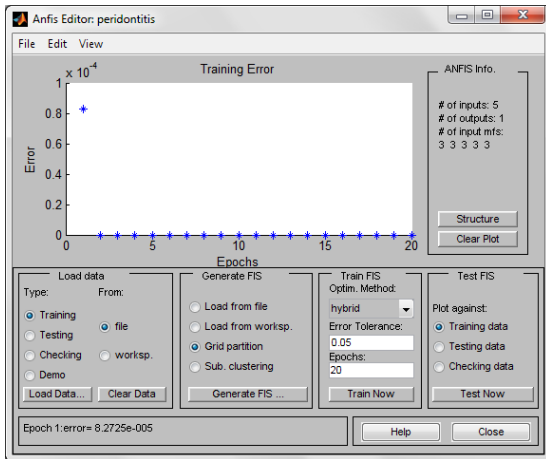 Anfis Editor: peridontitis
File Edit View
x 10-4
Training Error
1
0.8
0.6
0.4
0.2
0
Error
0 5 10 15 20
Epochs
ANFIS Info.
# of inputs: 5
# of outputs: 1
# of input mfs:
3 3 3 3 3
Structure
Clear Plot
Load data
Type: From:
Training
Testing
Checking
Demo
file
worksp.
Load Data... Clear Data
Generate FIS
Load from file
Load from worksp.
Grid partition
Sub. clustering
Generate FIS ...
Train FIS
Optim. Method:
hybrid
Error Tolerance:
0.05
Epochs:
20
Train Now
Test FIS
Plot against:
Training data
Testing data
Checking data
Test Now
Epoch 1:error= 8.2725e-005
Help Close